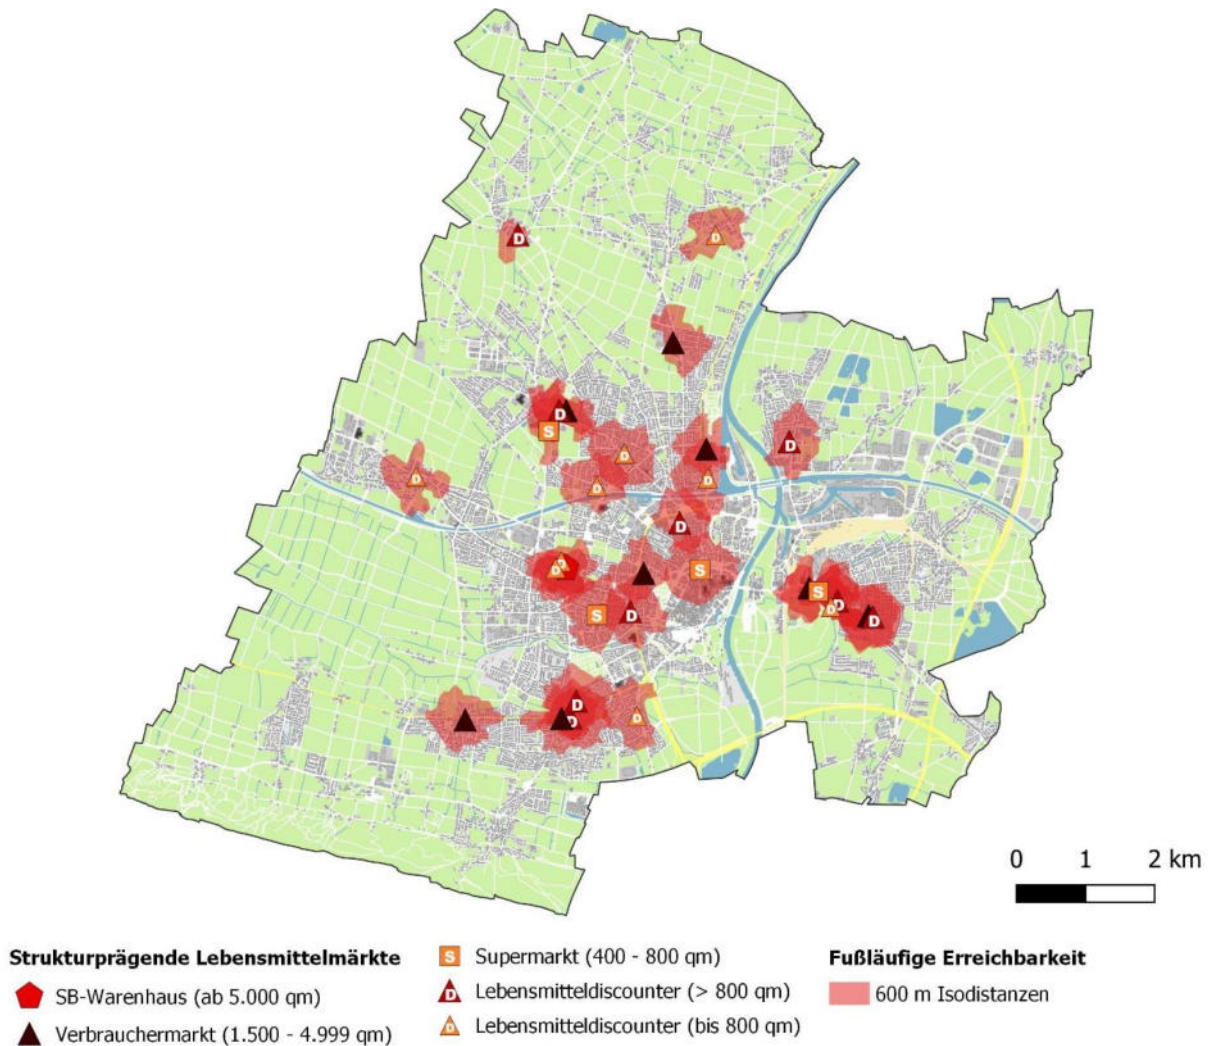 D
D
D
S
D
D
D
D
D
D
D
S
S
D
D
S
D
D
D
D
D
D
0 1 2 km
Strukturprägende Lebensmittelmärkte
SB-Warenhaus (ab 5.000 qm)
Verbrauchermarkt (1.500 - 4.999 qm)
S Supermarkt (400 - 800 qm)
D Lebensmitteldiscounter (> 800 qm)
D Lebensmitteldiscounter (bis 800 qm)
Fußläufige Erreichbarkeit
600 m Isodistanzen